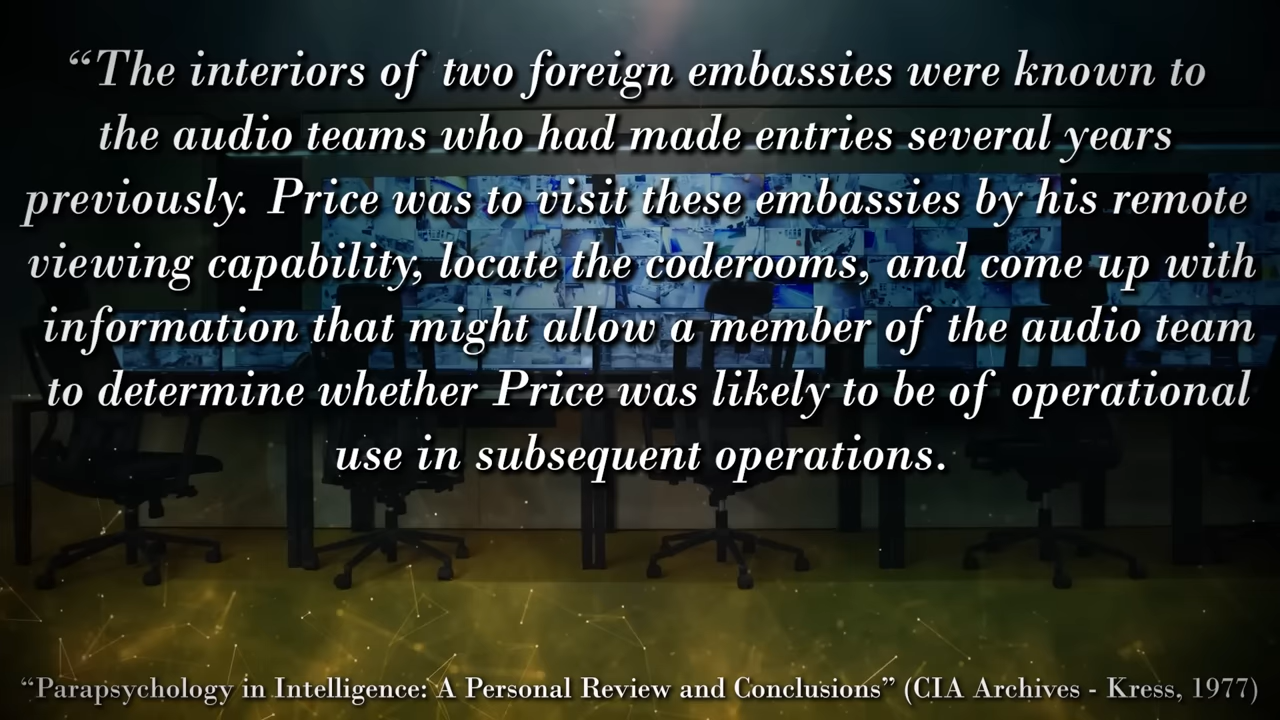 “The interiors of two foreign embassies were known to
the audio teams who had made entries several years
previously. Price was to visit these embassies by his remote
viewing capability, locate the coderooms, and come up with
information that might allow a member of the audio team
to determine whether Price was likely to be of operational
use in subsequent operations.
“Parapsychology in Intelligence: A Personal Review and Conclusions” (CIA Archives - Kress, 1977)